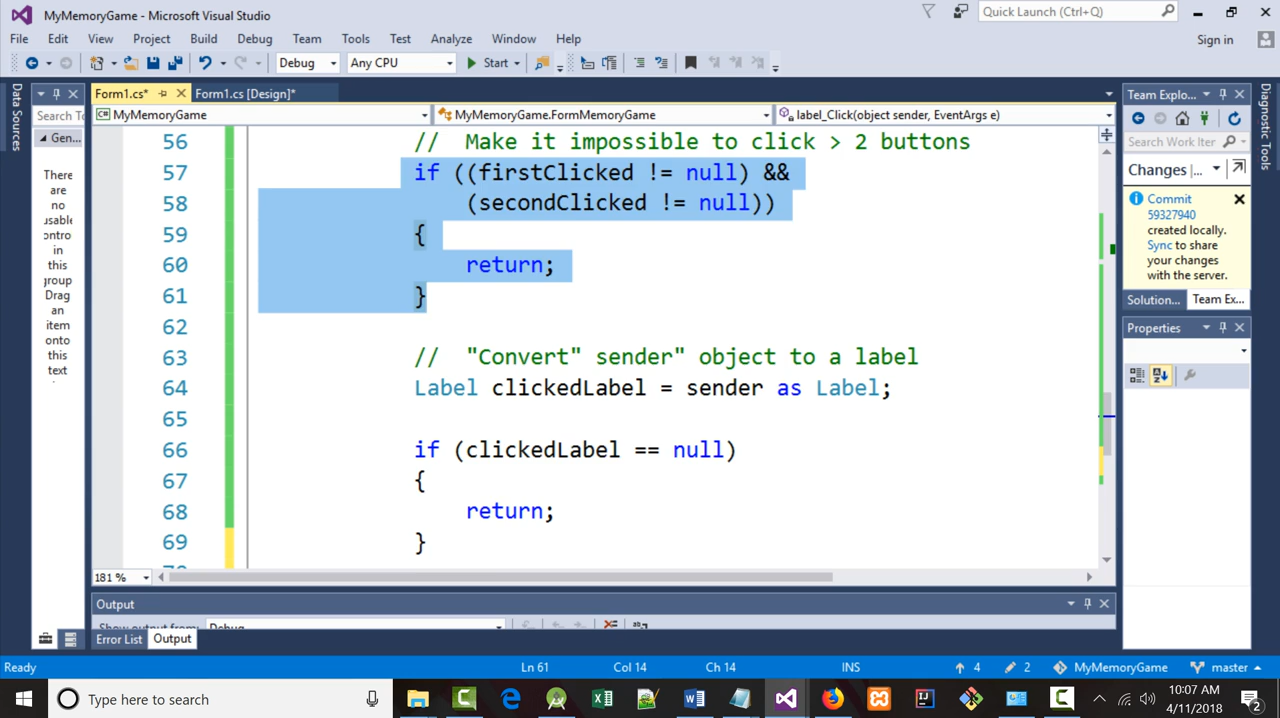 MyMemoryGame - Microsoft Visual Studio
Quick Launch (Ctrl+Q)
File Edit View Project Build Debug Team Tools Test Analyze Window Help
Sign in
Debug Any CPU Start
Data Sources
Search To
Gen...
There
are
no
usable
contro
in
this
group
Drag
an
item
onto
this
text
Form1.cs* Form1.cs [Design]*
MyMemoryGame MyMemoryGame.FormMemoryGame label_Click(object sender, EventArgs e)
56 // Make it impossible to click > 2 buttons
57 if ((firstClicked != null) &&
58 (secondClicked != null))
59 {
60 return;
61 }
62
63 // "Convert" sender" object to a label
64 Label clickedLabel = sender as Label;
65
66 if (clickedLabel == null)
67 {
68 return;
69 }
181 %
Output
Show output from: Debug
Error List Output
Team Explo...
Search Work Iter
Changes |...
Commit
59327940
created locally.
Sync to share
your changes
with the server.
Solution... Team Ex...
Properties
Diagnostic Tools
Ready Ln 61 Col 14 Ch 14 INS 4 2 MyMemoryGame master
Type here to search
10:07 AM
4/11/2018
2